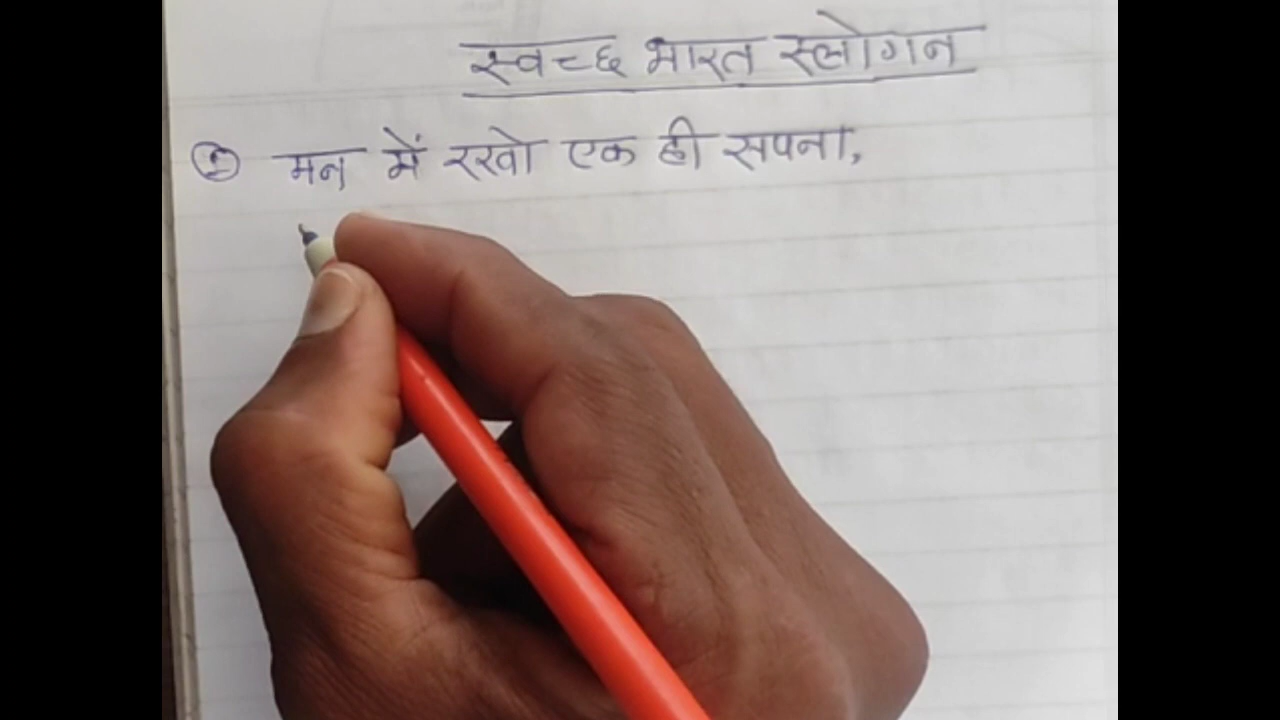 स्वच्छ भारत स्लोगन
① मन में रखो एक ही सपना,